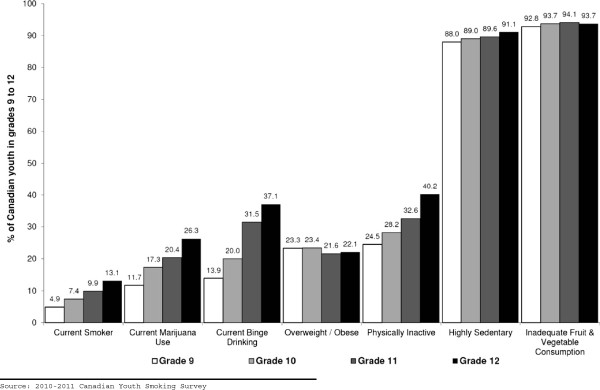 % of Canadian youth in grades 9 to 12
100
90
80
70
60
50
40
30
20
10
0
4.9 7.4 9.9 13.1
11.7 17.3 20.4 26.3
13.9 20.0 31.5 37.1
23.3 23.4 21.6 22.1
24.5 28.2 32.6 40.2
88.0 89.0 89.6 91.1
92.8 93.7 94.1 93.7
Current Smoker
Current Marijuana
Use
Current Binge
Drinking
Overweight / Obese
Physically Inactive
Highly Sedentary
Inadequate Fruit &
Vegetable
Consumption
Grade 9 Grade 10 Grade 11 Grade 12
Source: 2010-2011 Canadian Youth Smoking Survey